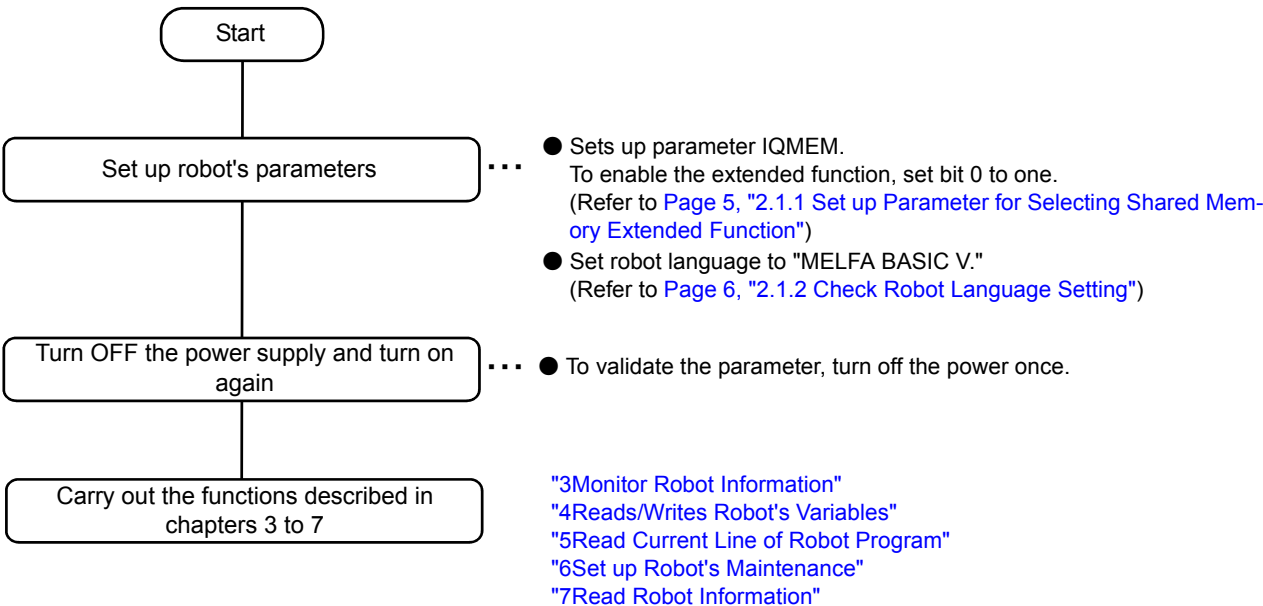 Start
Set up robot's parameters
...
● Sets up parameter IQMEM.
To enable the extended function, set bit 0 to one.
(Refer to Page 5, "2.1.1 Set up Parameter for Selecting Shared Mem-
ory Extended Function")
● Set robot language to "MELFA BASIC V."
(Refer to Page 6, "2.1.2 Check Robot Language Setting")
Turn OFF the power supply and turn on
again
...
● To validate the parameter, turn off the power once.
Carry out the functions described in
chapters 3 to 7
"3Monitor Robot Information"
"4Reads/Writes Robot's Variables"
"5Read Current Line of Robot Program"
"6Set up Robot's Maintenance"
"7Read Robot Information"